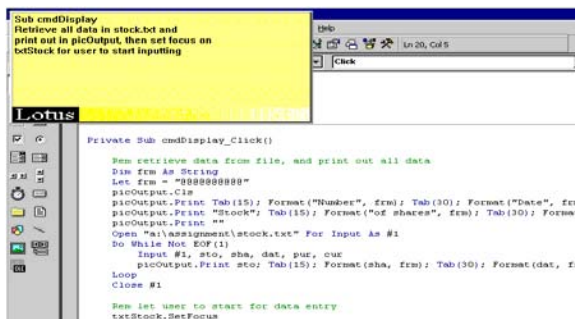 Sub cmdDisplay
Retrieve all data in stock.txt and
print out in picOutput, then set focus on
txtStock for user to start inputting
Help
Ln 20, Col 5
Click
Lotus
Private Sub cmdDisplay_Click()
Rem retrieve data from file, and print out all data
Dim frm As String
Let frm = "@@@@@@@@@@"
picOutput.Cls
picOutput.Print Tab(15); Format("Number", frm); Tab(30); Format("Date", fr
picOutput.Print "Stock"; Tab(15); Format("of shares", frm); Tab(30); Forma
picOutput.Print ""
Open "a:\assignment\stock.txt" For Input As #1
Do While Not EOF(1)
Input #1, sto, sha, dat, pur, cur
picOutput.Print sto; Tab(15); Format(sha, frm); Tab(30); Format(dat, f
Loop
Close #1
Rem let user to start for data entry
txtStock.SetFocus